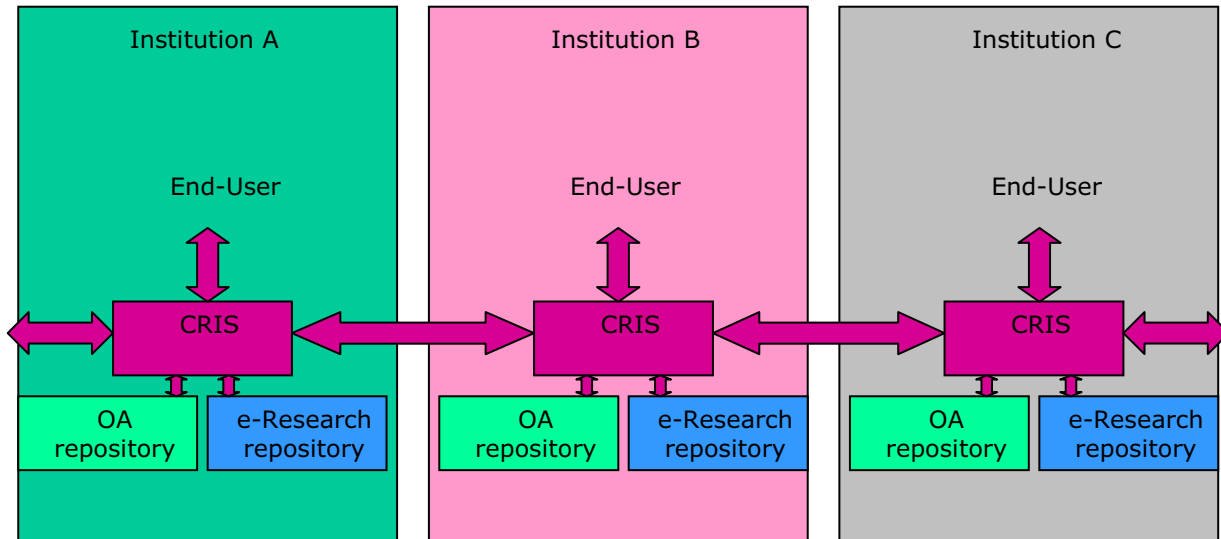 Institution A
Institution B
Institution C
End-User
End-User
End-User
CRIS
CRIS
CRIS
OA
repository
e-Research
repository
OA
repository
e-Research
repository
OA
repository
e-Research
repository